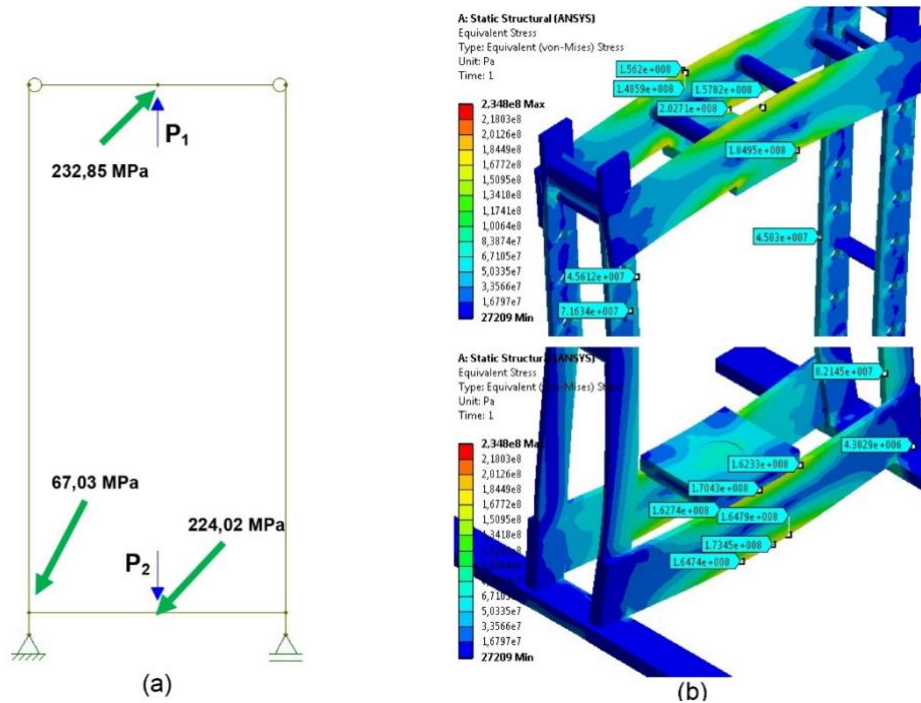 P₁
232,85 MPa
67,03 MPa
224,02 MPa
P₂
(a)
A: Static Structural (ANSYS)
Equivalent Stress
Type: Equivalent (von-Mises) Stress
Unit: Pa
Time: 1
2,348e8 Max
2,1803e8
2,0126e8
1,8449e8
1,6772e8
1,5095e8
1,3418e8
1,1741e8
1,0064e8
8,3874e7
6,7105e7
5,0335e7
3,3566e7
1,6797e7
27209 Min
1.562e+008
1.4859e+008
1.5782e+008
2.0271e+008
1.8495e+008
4.583e+007
4.5612e+007
7.1634e+007
A: Static Structural (ANSYS)
Equivalent Stress
Type: Equivalent (von-Mises) Stress
Unit: Pa
Time: 1
2,348e8 Ma
2,1803e8
2,0126e8
1,8449e8
1,6772e8
1,5095e8
1,3418e8
6,7105
5,0335e7
3,3566e7
1,6797e7
27209 Min
8.2145e+007
4.3829e+006
1.6233e+008
1.7043e+008
1.6274e+008
1.6479e+008
1.7345e+008
1.6474e+008
(b)